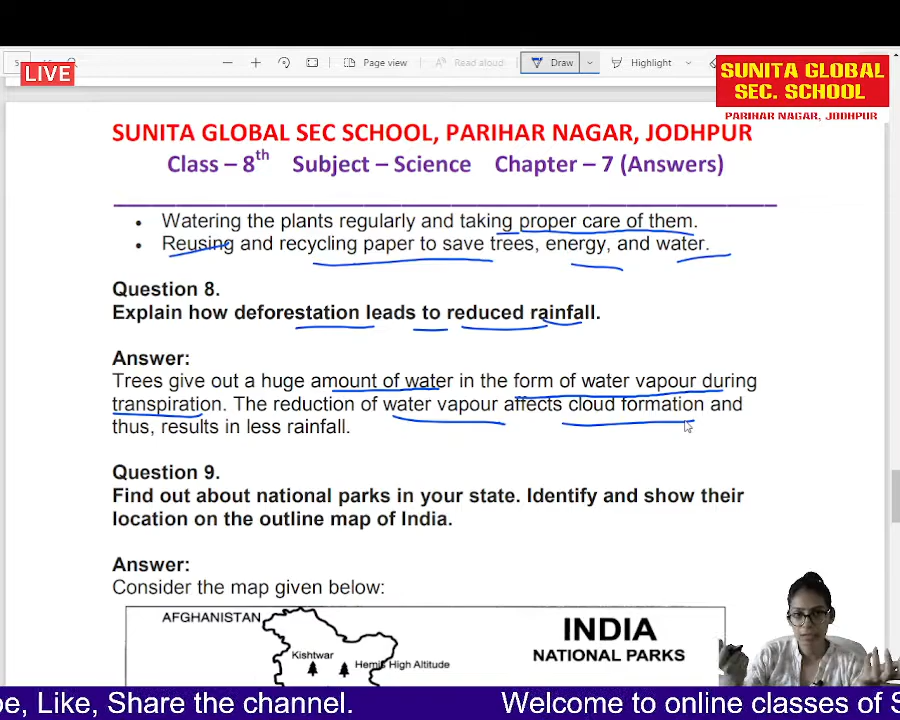 Page view
Read aloud
Draw
Highlight
LIVE
SUNITA GLOBAL
SEC. SCHOOL
PARIHAR NAGAR, JODHPUR
SUNITA GLOBAL SEC SCHOOL, PARIHAR NAGAR, JODHPUR
Class – 8th Subject – Science Chapter – 7 (Answers)
• Watering the plants regularly and taking proper care of them.
• Reusing and recycling paper to save trees, energy, and water.
Question 8.
Explain how deforestation leads to reduced rainfall.
Answer:
Trees give out a huge amount of water in the form of water vapour during
transpiration. The reduction of water vapour affects cloud formation and
thus, results in less rainfall.
Question 9.
Find out about national parks in your state. Identify and show their
location on the outline map of India.
Answer:
Consider the map given below:
AFGHANISTAN
INDIA
NATIONAL PARKS
Kishtwar
Hemis High Altitude
be, Like, Share the channel. Welcome to online classes of S